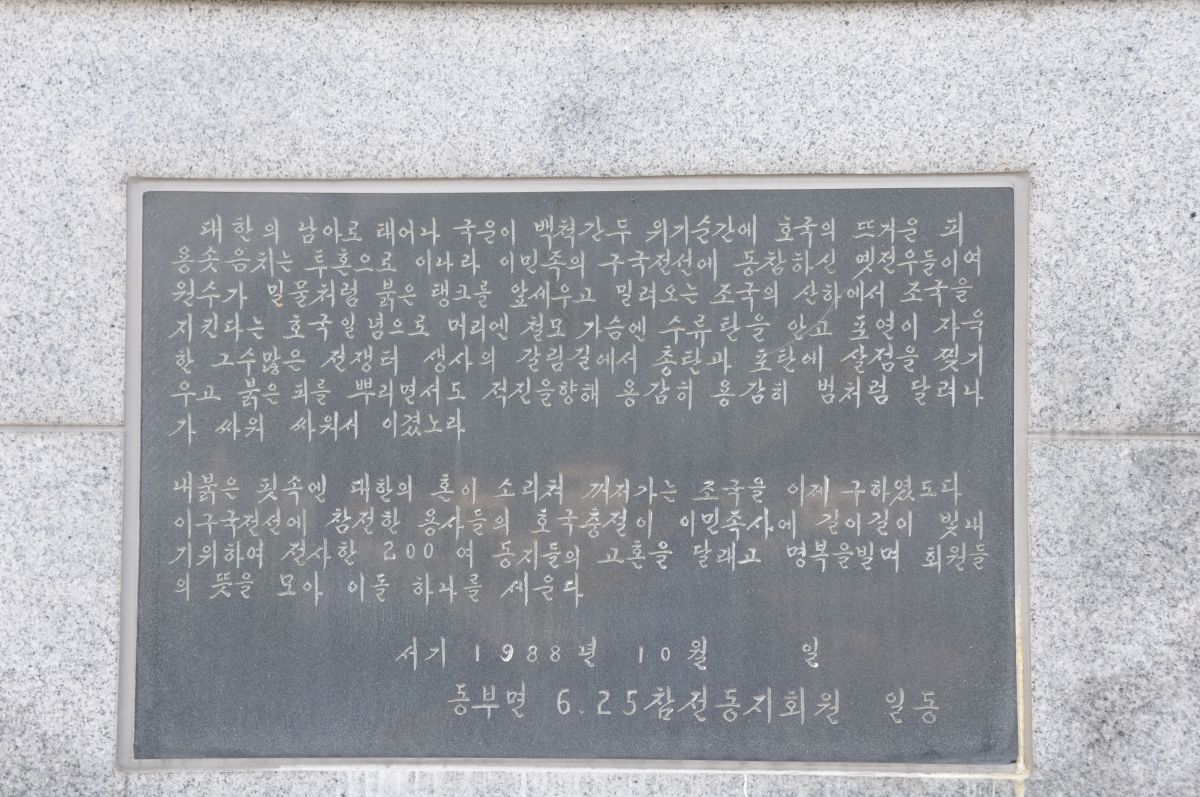 대한의 남아로 태어나 국운이 백척간두 위기순간에 호국의 뜨거운 피
용솟음치는 투혼으로 이나라 이민족의 구국전선에 동참하신 옛전우들이여
원수가 밀물처럼 붉은 탱크를 앞세우고 밀려오는 조국의 산하에서 조국을
지킨다는 호국일념으로 머리엔 철모 가슴엔 수류탄을 안고 포연이 자욱
한 그수많은 전쟁터 생사의 갈림길에서 총탄과 포탄에 살점을 찢기
우고 붉은 피를 뿌리면서도 적진을향해 용감히 용감히 범처럼 달려나
가 싸워 싸워서 이겼노라
내붉은 핏속엔 대한의 혼이 소리쳐 꺼져가는 조국을 이제 구하였도다
이구국전선에 참전한 용사들의 호국충절이 이민족사에 길이길이 빛내
기위하여 전사한 200 여 동지들의 고혼을 달래고 명복을빌며 회원들
의 뜻을 모아 이돌 하나를 세운다
서기 1988년 10월 일
동부면 6.25참전동지회원 일동